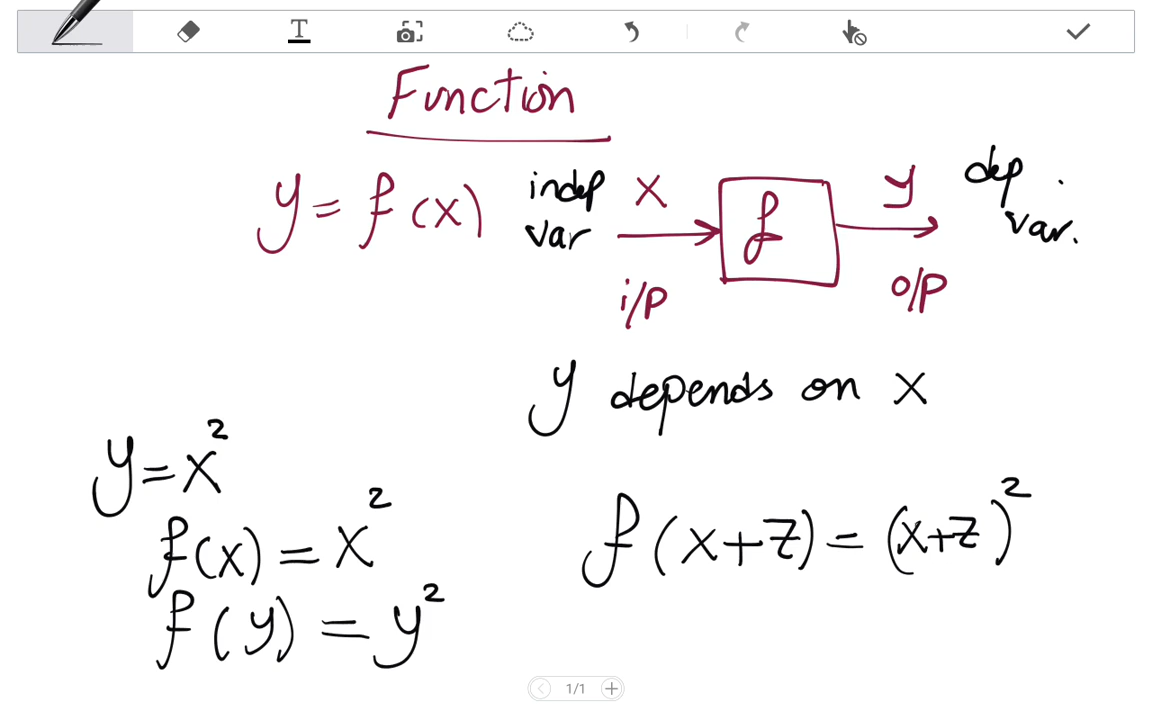 T
Function
y = f(x)
indep
var
x
i/p
f
y
o/p
dep.
var.
y depends on x
y = x²
f(x) = x²
f(y) = y²
f(x+z) = (x+z)²
1/1